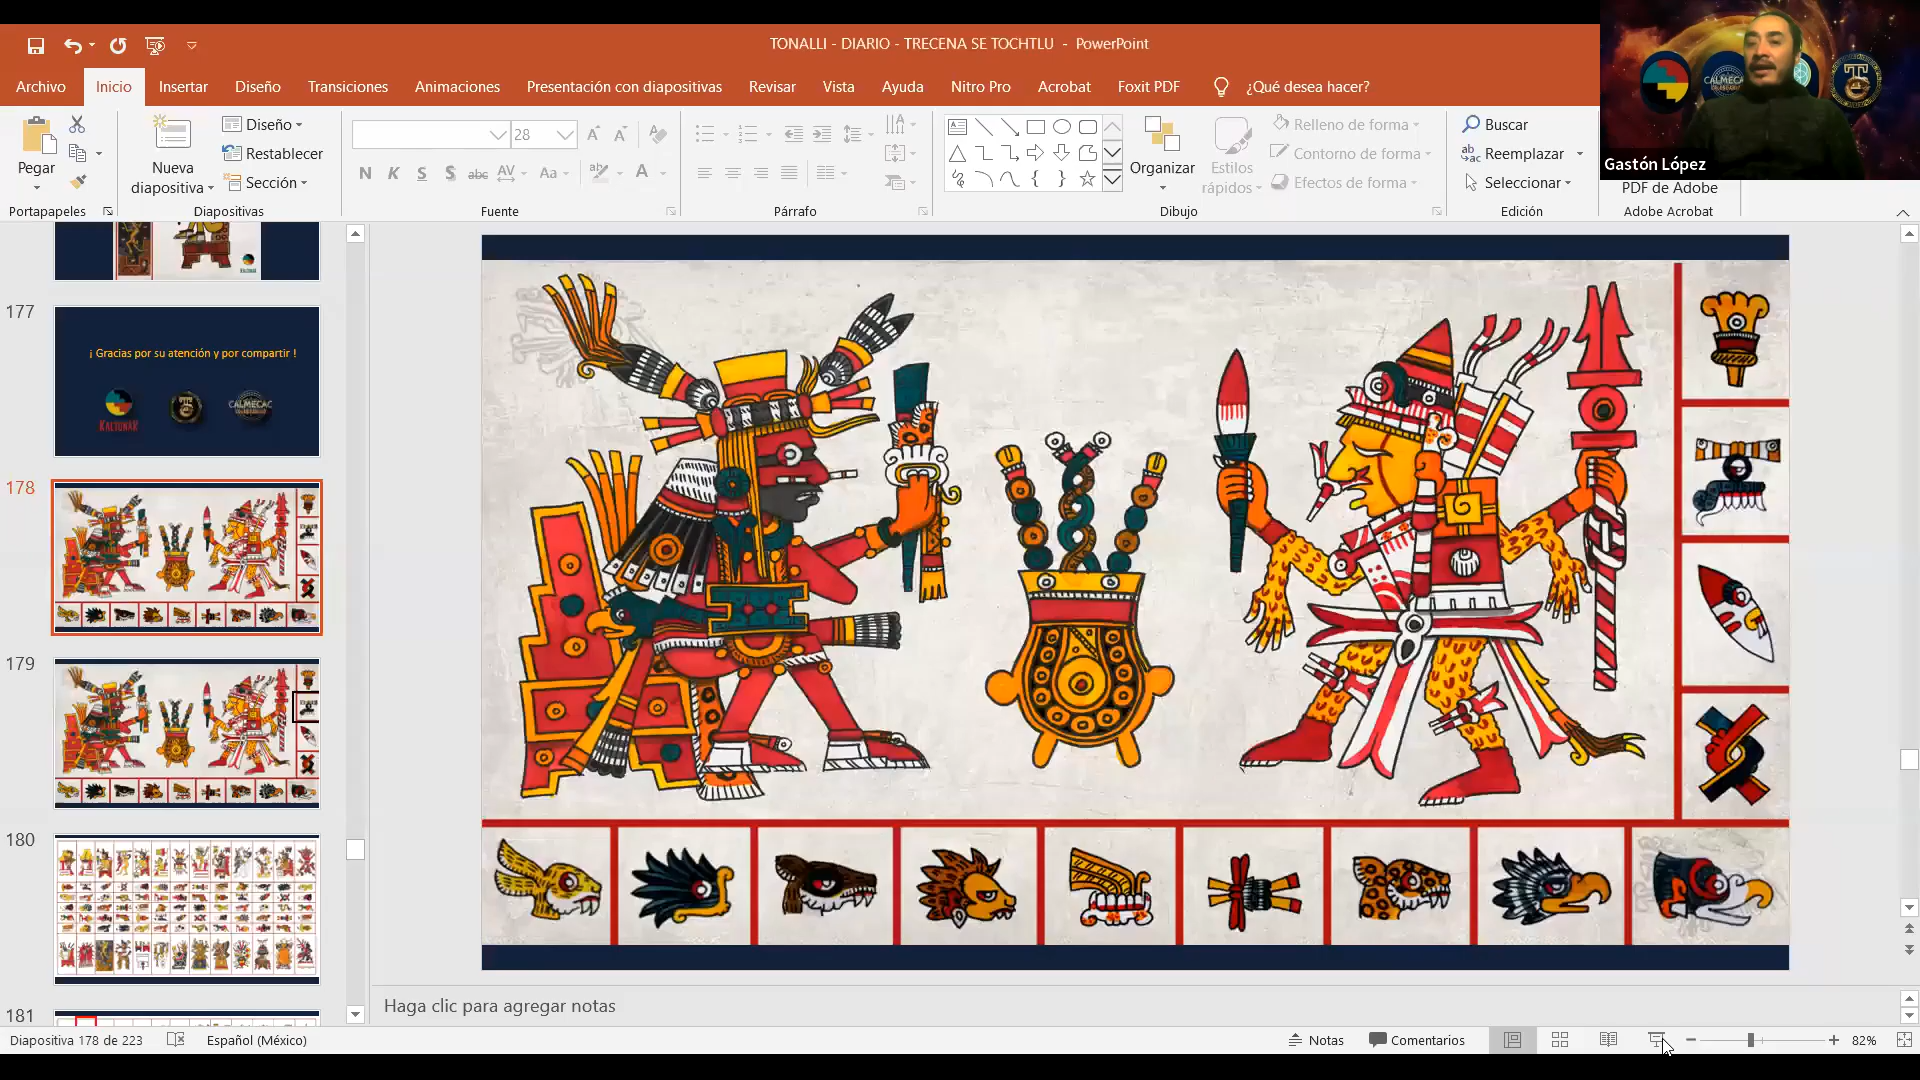 TONALLI - DIARIO - TRECENA SE TOCHTLU - PowerPoint
Archivo Inicio Insertar Diseño Transiciones Animaciones Presentación con diapositivas Revisar Vista Ayuda Nitro Pro Acrobat Foxit PDF ¿Qué desea hacer?
Pegar
Nueva
diapositiva
Diseño
Restablecer
Sección
28
N K S S abc AV Aa A
Organizar
Estilos
rápidos
Relleno de forma
Contorno de forma
Efectos de forma
Buscar
Reemplazar
Seleccionar
Gastón López
PDF de Adobe
Portapapeles Diapositivas Fuente Párrafo Dibujo Edición Adobe Acrobat
177
¡ Gracias por su atención y por compartir !
KALTONAK
CALMECAC
178
179
180
181
Haga clic para agregar notas
Diapositiva 178 de 223 Español (México) Notas Comentarios 82%